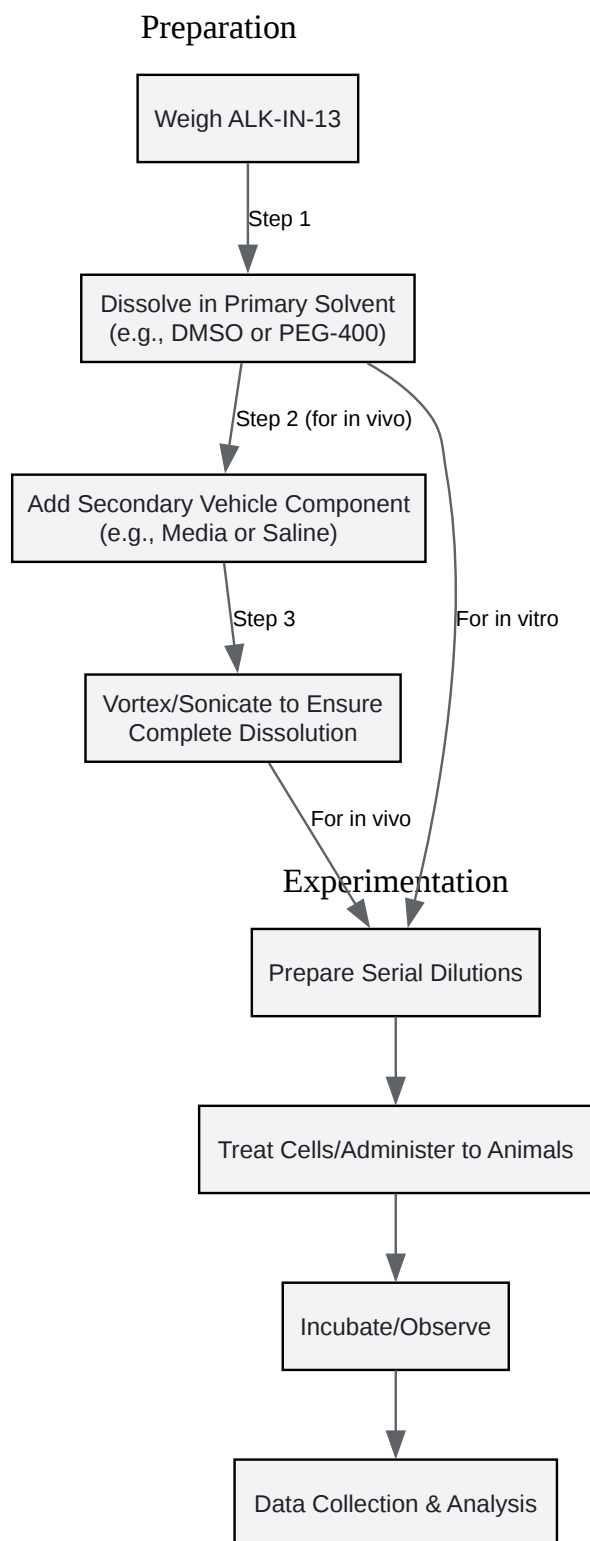 Preparation
Weigh ALK-IN-13
Step 1
Dissolve in Primary Solvent
(e.g., DMSO or PEG-400)
Step 2 (for in vivo)
Add Secondary Vehicle Component
(e.g., Media or Saline)
Step 3
For in vitro
Vortex/Sonicate to Ensure
Complete Dissolution
For in vivo
Experimentation
Prepare Serial Dilutions
Treat Cells/Administer to Animals
Incubate/Observe
Data Collection & Analysis